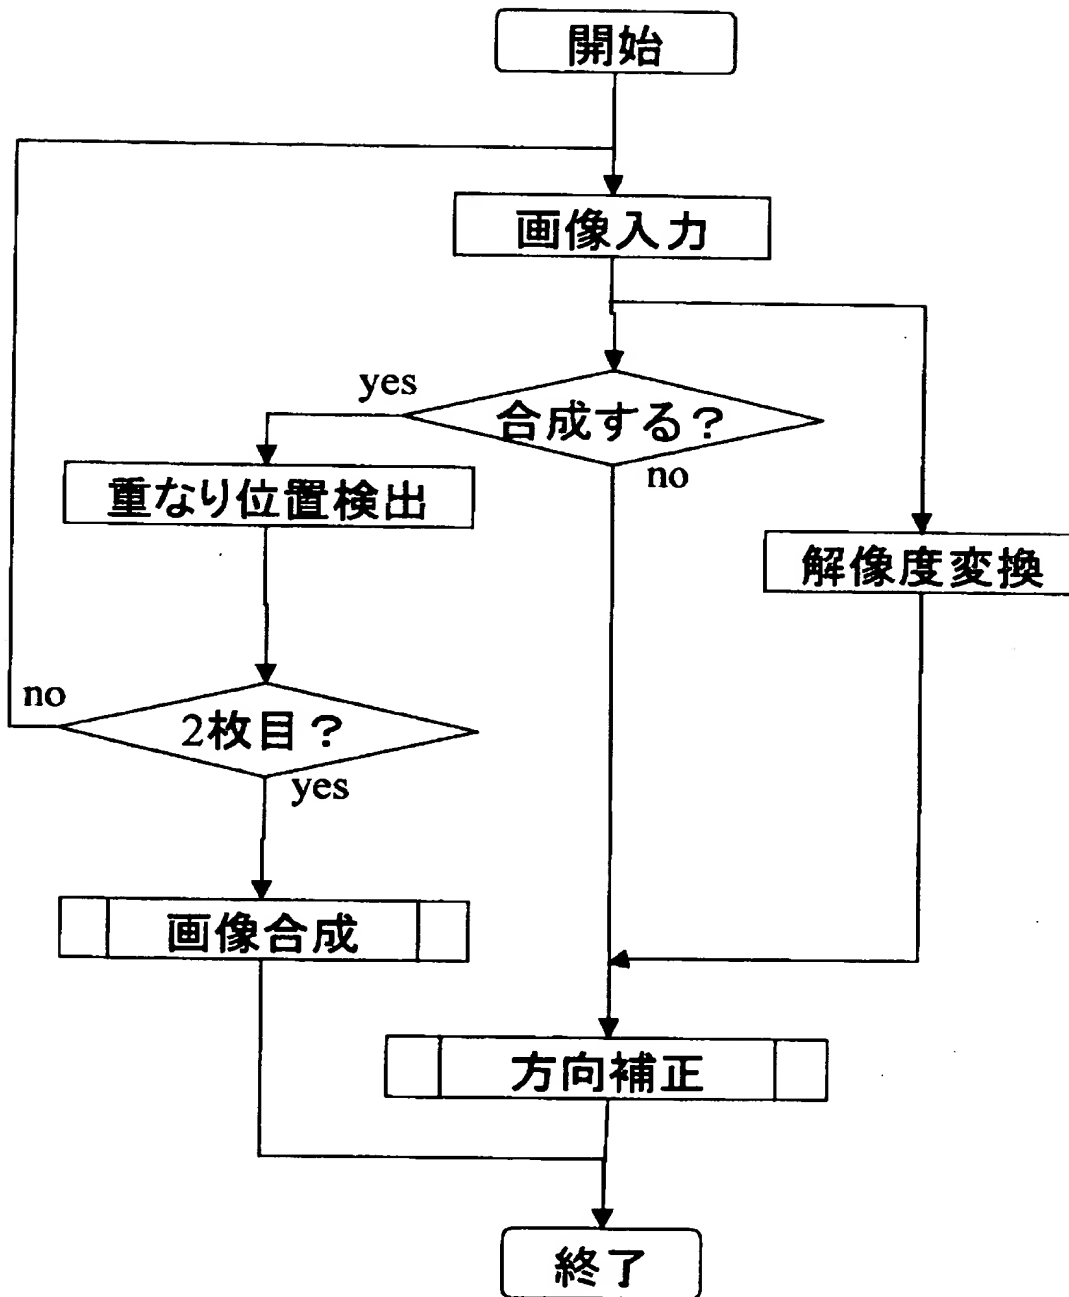 開始
画像入力
yes
合成する?
no
重なり位置検出
解像度変換
no
2枚目?
yes
画像合成
方向補正
終了